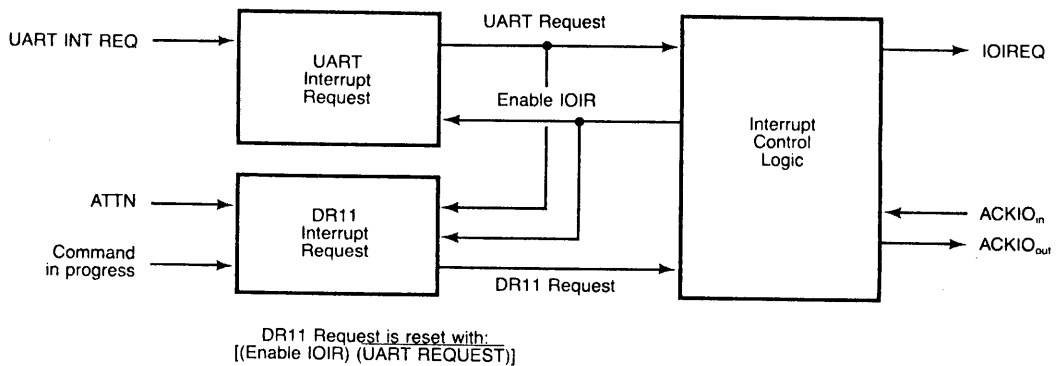 UART Request
UART INT REQ
UART
Interrupt
Request
IOIREQ
Enable IOIR
Interrupt
Control
Logic
ATTN
DR11
Interrupt
Request
ACKIOin
Command
in progress
ACKIOout
DR11 Request
DR11 Request is reset with:
[(Enable IOIR) (UART REQUEST)]